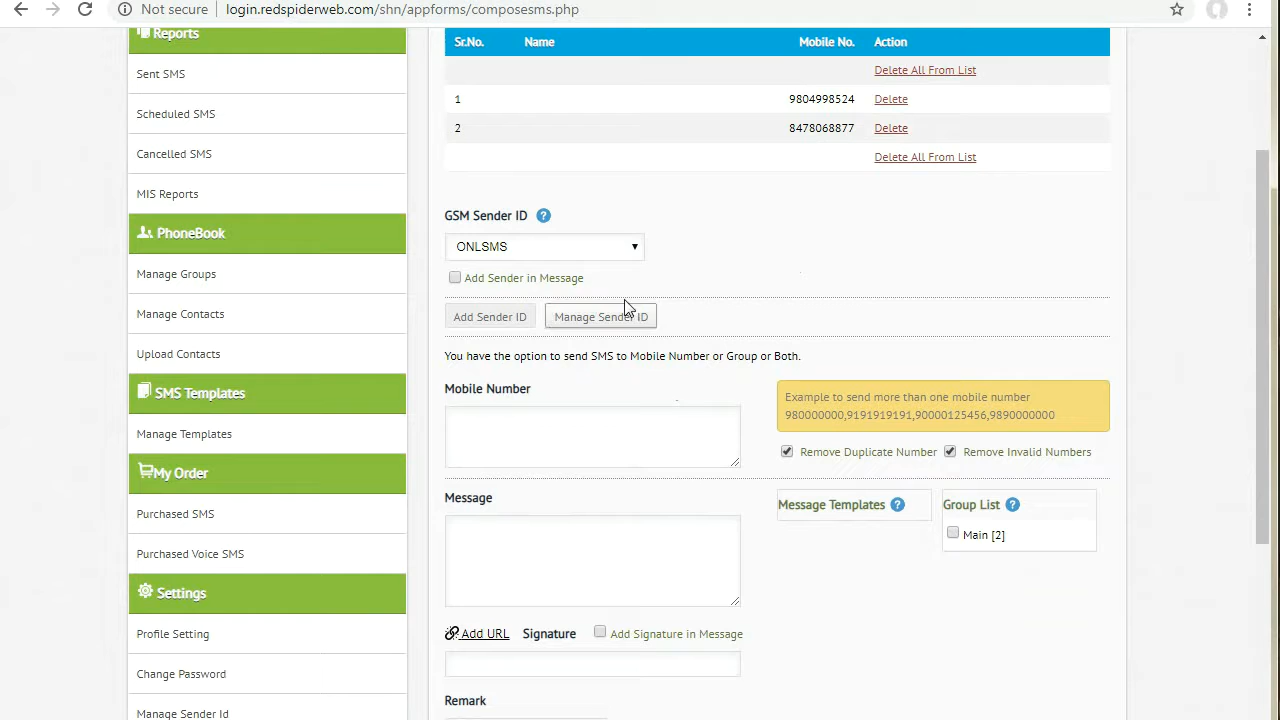 Not secure login.redspiderweb.com/shn/appforms/composesms.php
Reports
Sent SMS
Scheduled SMS
Cancelled SMS
MIS Reports
PhoneBook
Manage Groups
Manage Contacts
Upload Contacts
SMS Templates
Manage Templates
My Order
Purchased SMS
Purchased Voice SMS
Settings
Profile Setting
Change Password
Manage Sender Id
Sr.No. Name Mobile No. Action
Delete All From List
1 9804998524 Delete
2 8478068877 Delete
Delete All From List
GSM Sender ID ?
ONLSMS
Add Sender in Message
Add Sender ID Manage Sender ID
You have the option to send SMS to Mobile Number or Group or Both.
Mobile Number
Example to send more than one mobile number
980000000,9191919191,90000125456,9890000000
Remove Duplicate Number Remove Invalid Numbers
Message
Message Templates ? Group List ?
Main [2]
Add URL Signature Add Signature in Message
Remark